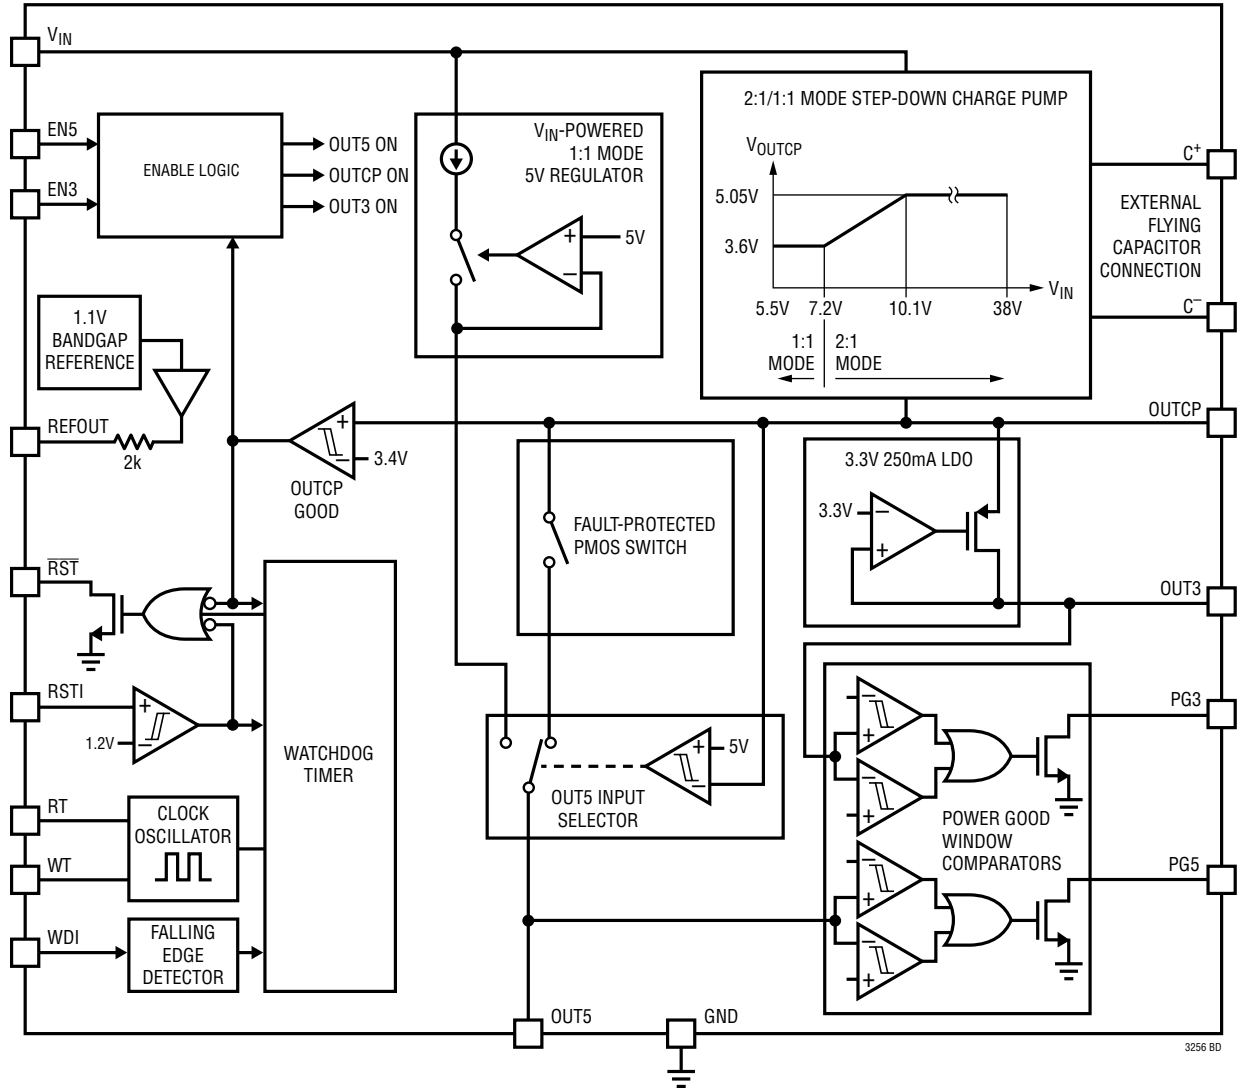 VIN
EN5
EN3
ENABLE LOGIC
OUT5 ON
OUTCP ON
OUT3 ON
VIN-POWERED
1:1 MODE
5V REGULATOR
+
–
5V
2:1/1:1 MODE STEP-DOWN CHARGE PUMP
VOUTCP
5.05V
3.6V
VIN
5.5V
7.2V
10.1V
38V
1:1
MODE
2:1
MODE
C+
EXTERNAL
FLYING
CAPACITOR
CONNECTION
C–
1.1V
BANDGAP
REFERENCE
REFOUT
2k
+
–
3.4V
OUTCP
GOOD
OUTCP
FAULT-PROTECTED
PMOS SWITCH
3.3V 250mA LDO
3.3V
–
+
OUT3
RST
RSTI
+
–
1.2V
WATCHDOG
TIMER
RT
WT
CLOCK
OSCILLATOR
WDI
FALLING
EDGE
DETECTOR
+
–
5V
OUT5 INPUT
SELECTOR
–
+
–
+
PG3
POWER GOOD
WINDOW
COMPARATORS
–
+
–
+
PG5
OUT5
GND
3256 BD